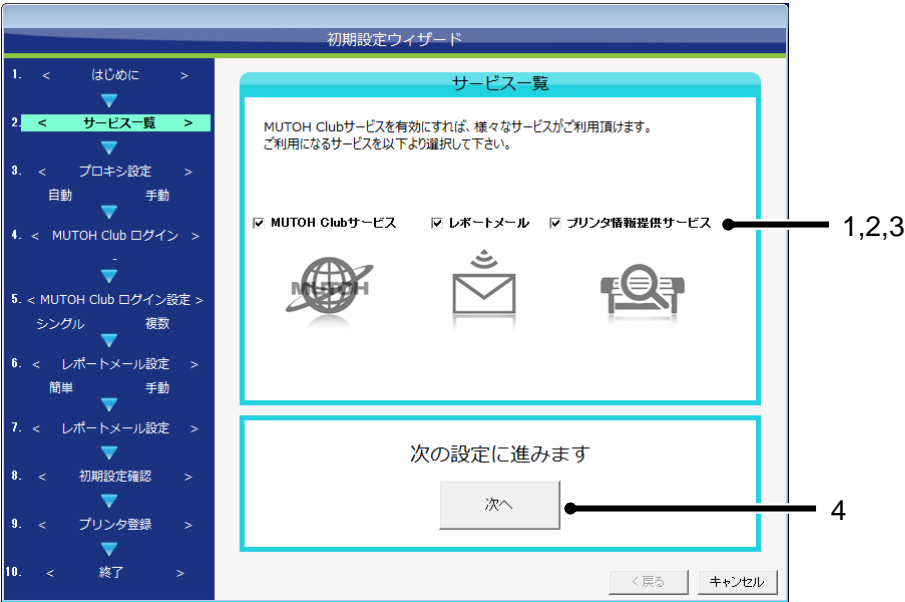 初期設定ウィザード
1. < はじめに >
2. < サービス一覧 >
3. < プロキシ設定 >
自動 手動
4. < MUTOH Club ログイン >
-
5. < MUTOH Club ログイン設定 >
シングル 複数
6. < レポートメール設定 >
簡単 手動
7. < レポートメール設定 >
8. < 初期設定確認 >
9. < プリンタ登録 >
10. < 終了 >
サービス一覧
MUTOH Clubサービスを有効にすれば、様々なサービスがご利用頂けます。
ご利用になるサービスを以下より選択して下さい。
MUTOH Clubサービス レポートメール プリンタ情報提供サービス
1,2,3
MUTOH
次の設定に進みます
次へ
4
<戻る キャンセル